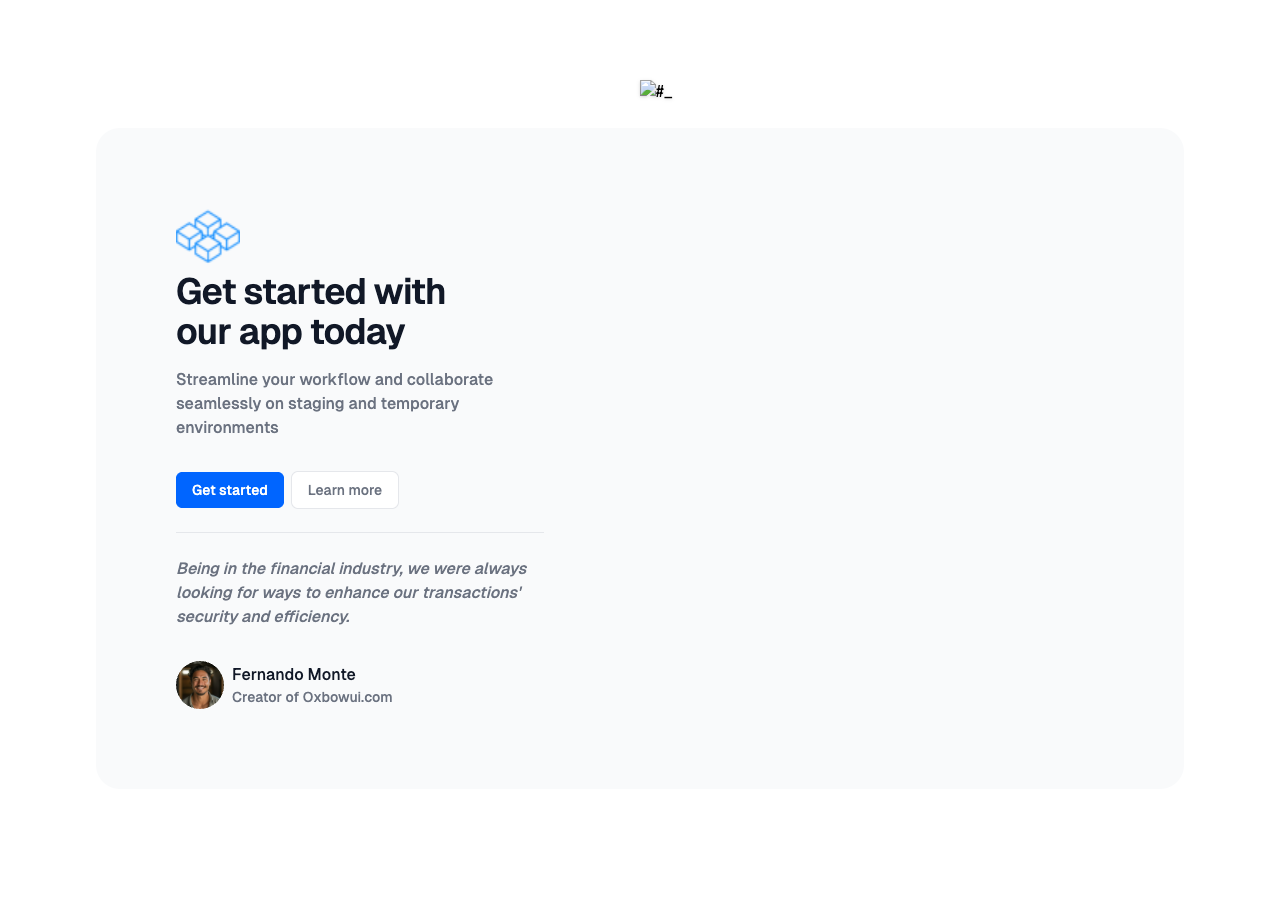 #_
Get started with
our app today
Streamline your workflow and collaborate
seamlessly on staging and temporary
environments
Get started
Learn more
Being in the financial industry, we were always
looking for ways to enhance our transactions'
security and efficiency.
Fernando Monte
Creator of Oxbowui.com